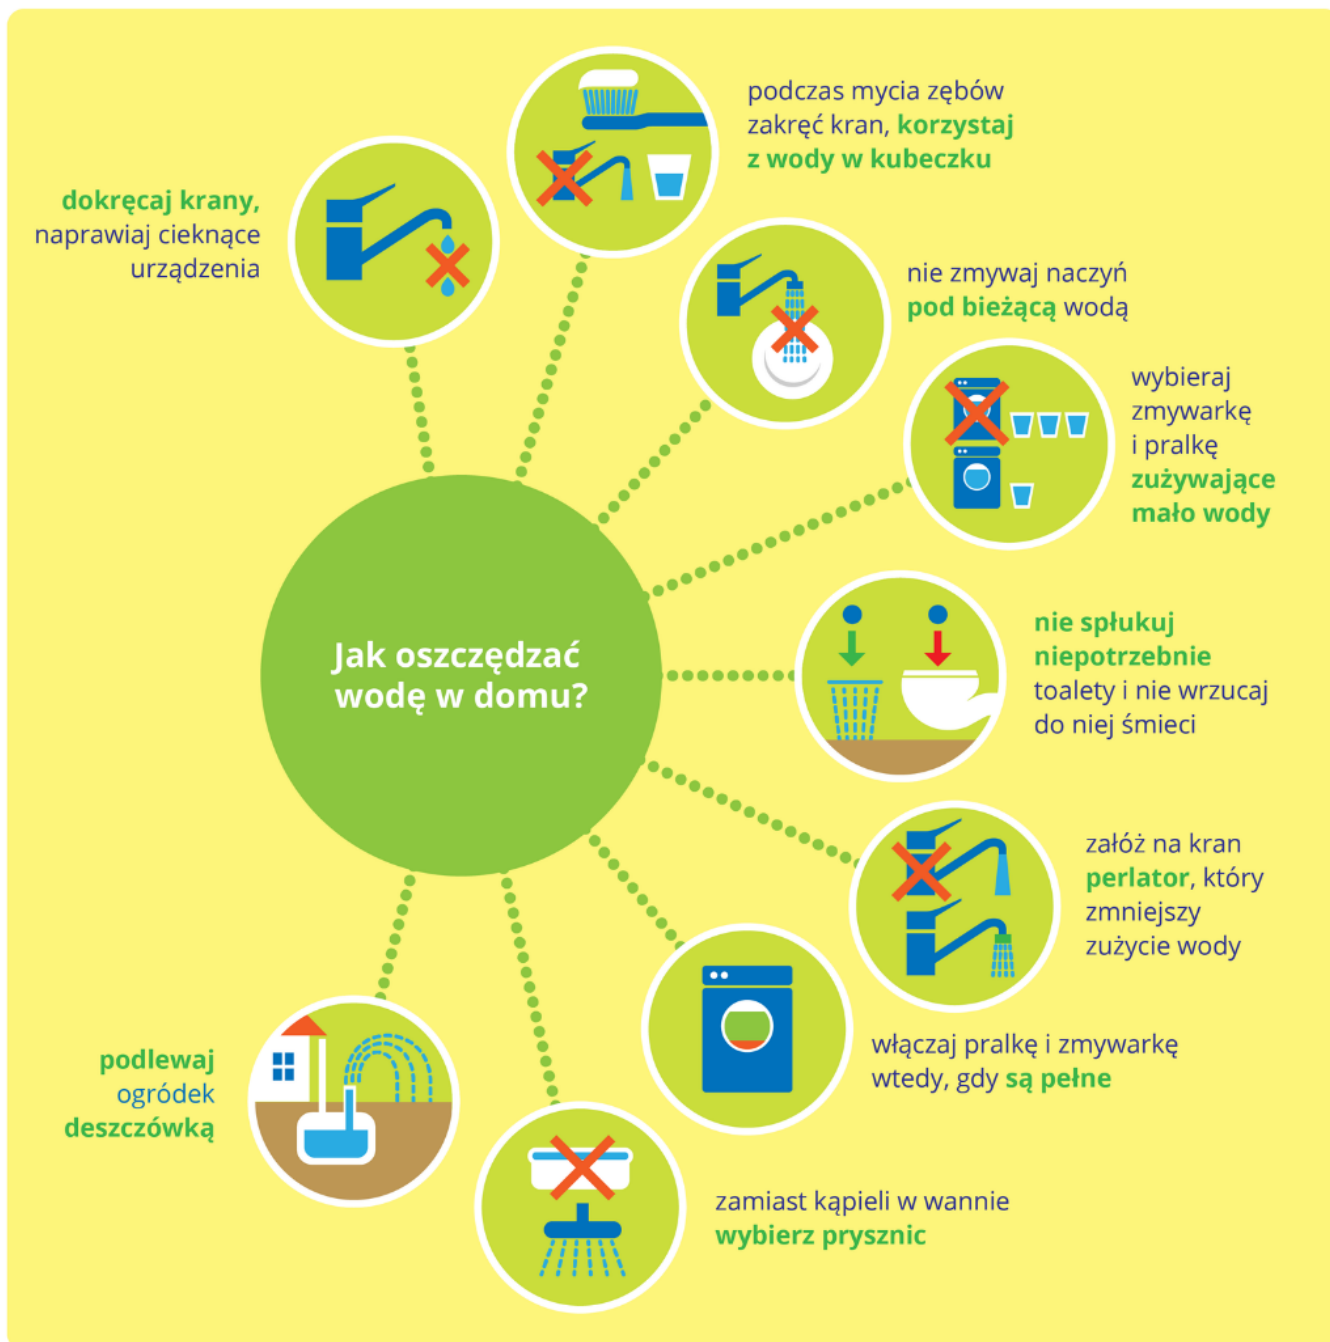 Jak oszczędzać
wodę w domu?
dokręcaj krany,
naprawiaj cieknące
urządzenia
podczas mycia zębów
zakręć kran, korzystaj
z wody w kubeczku
nie zmywaj naczyń
pod bieżącą wodą
wybieraj
zmywarkę
i pralkę
zużywające
mało wody
nie spłukuj
niepotrzebnie
toalety i nie wrzucaj
do niej śmieci
załóż na kran
perlator, który
zmniejszy
zużycie wody
włączaj pralkę i zmywarkę
wtedy, gdy są pełne
zamiast kąpieli w wannie
wybierz prysznic
podlewaj
ogródek
deszczówką